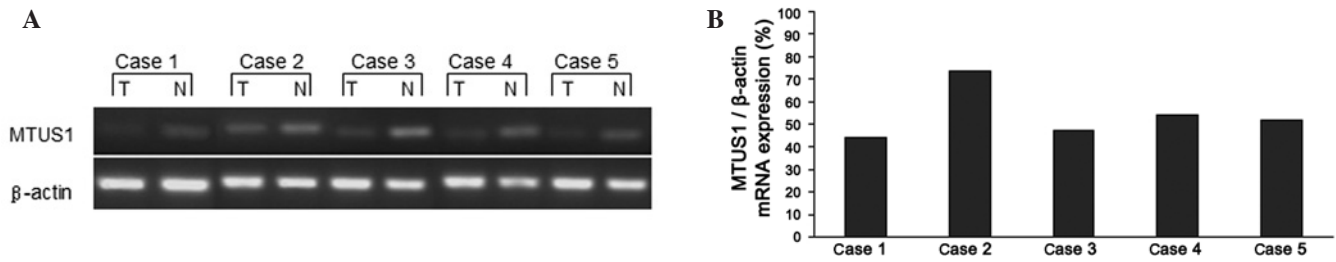 A
Case 1 Case 2 Case 3 Case 4 Case 5
T N T N T N T N T N
MTUS1
β-actin
B
MTUS1 / β-actin
mRNA expression (%)
100
90
80
70
60
50
40
30
20
10
0
Case 1 Case 2 Case 3 Case 4 Case 5